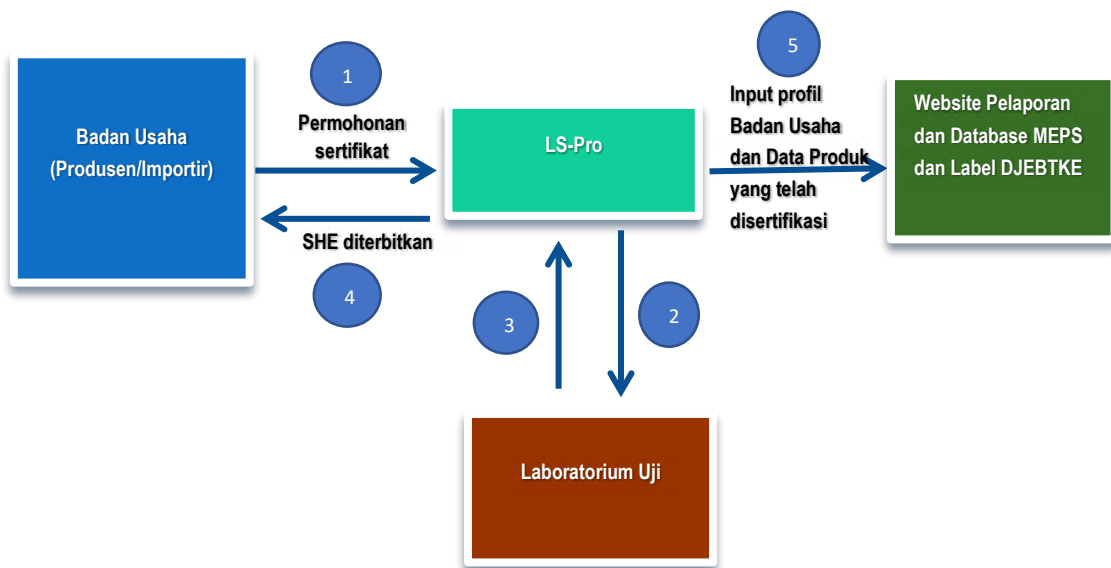 Badan Usaha
(Produsen/Importir)
1
Permohonan
sertifikat
SHE diterbitkan
4
LS-Pro
3
2
Laboratorium Uji
5
Input profil
Badan Usaha
dan Data Produk
yang telah
disertifikasi
Website Pelaporan
dan Database MEPS
dan Label DJEBTKE